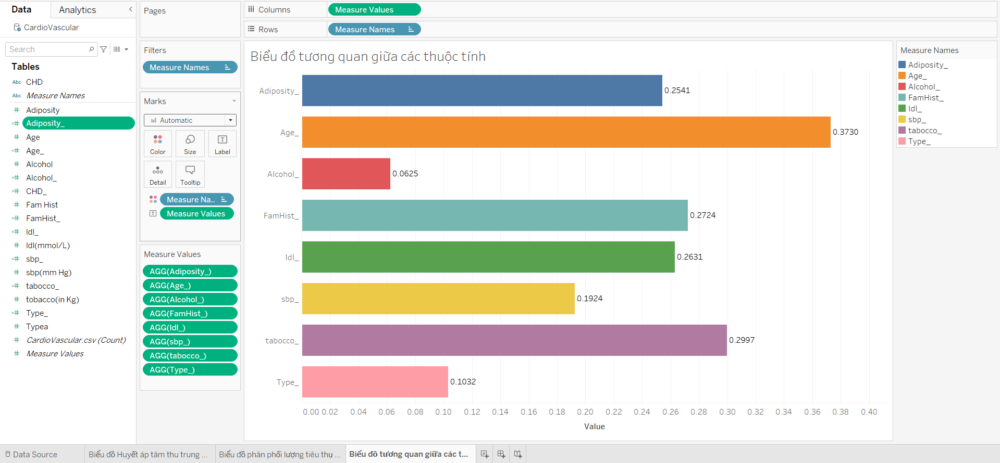 Data
Analytics
CardioVascular
Search
Tables
Abc CHD
Abc Measure Names
Adiposity
Adiposity_
Age
Age_
Alcohol
Alcohol_
CHD_
Fam Hist
FamHist_
ldl_
ldl(mmol/L)
sbp_
sbp(mm Hg)
tabocco_
tobacco(in Kg)
Type_
Typea
CardioVascular.csv (Count)
Measure Values
Pages
Filters
Measure Names
Marks
Automatic
Color
Size
Label
Detail
Tooltip
Measure Na..
Measure Values
Measure Values
AGG(Adiposity_)
AGG(Age_)
AGG(Alcohol_)
AGG(FamHist_)
AGG(ldl_)
AGG(sbp_)
AGG(tabocco_)
AGG(Type_)
Columns
Measure Values
Rows
Measure Names
Biểu đồ tương quan giữa các thuộc tính
Adiposity_ 0.2541
Age_ 0.3730
Alcohol_ 0.0625
FamHist_ 0.2724
ldl_ 0.2631
sbp_ 0.1924
tabocco_ 0.2997
Type_ 0.1032
0.00 0.02 0.04 0.06 0.08 0.10 0.12 0.14 0.16 0.18 0.20 0.22 0.24 0.26 0.28 0.30 0.32 0.34 0.36 0.38 0.40
Value
Measure Names
Adiposity_
Age_
Alcohol_
FamHist_
ldl_
sbp_
tabocco_
Type_
Data Source
Biểu đồ Huyết áp tâm thu trung ...
Biểu đồ phân phối lượng tiêu thụ ...
Biểu đồ tương quan giữa các t...